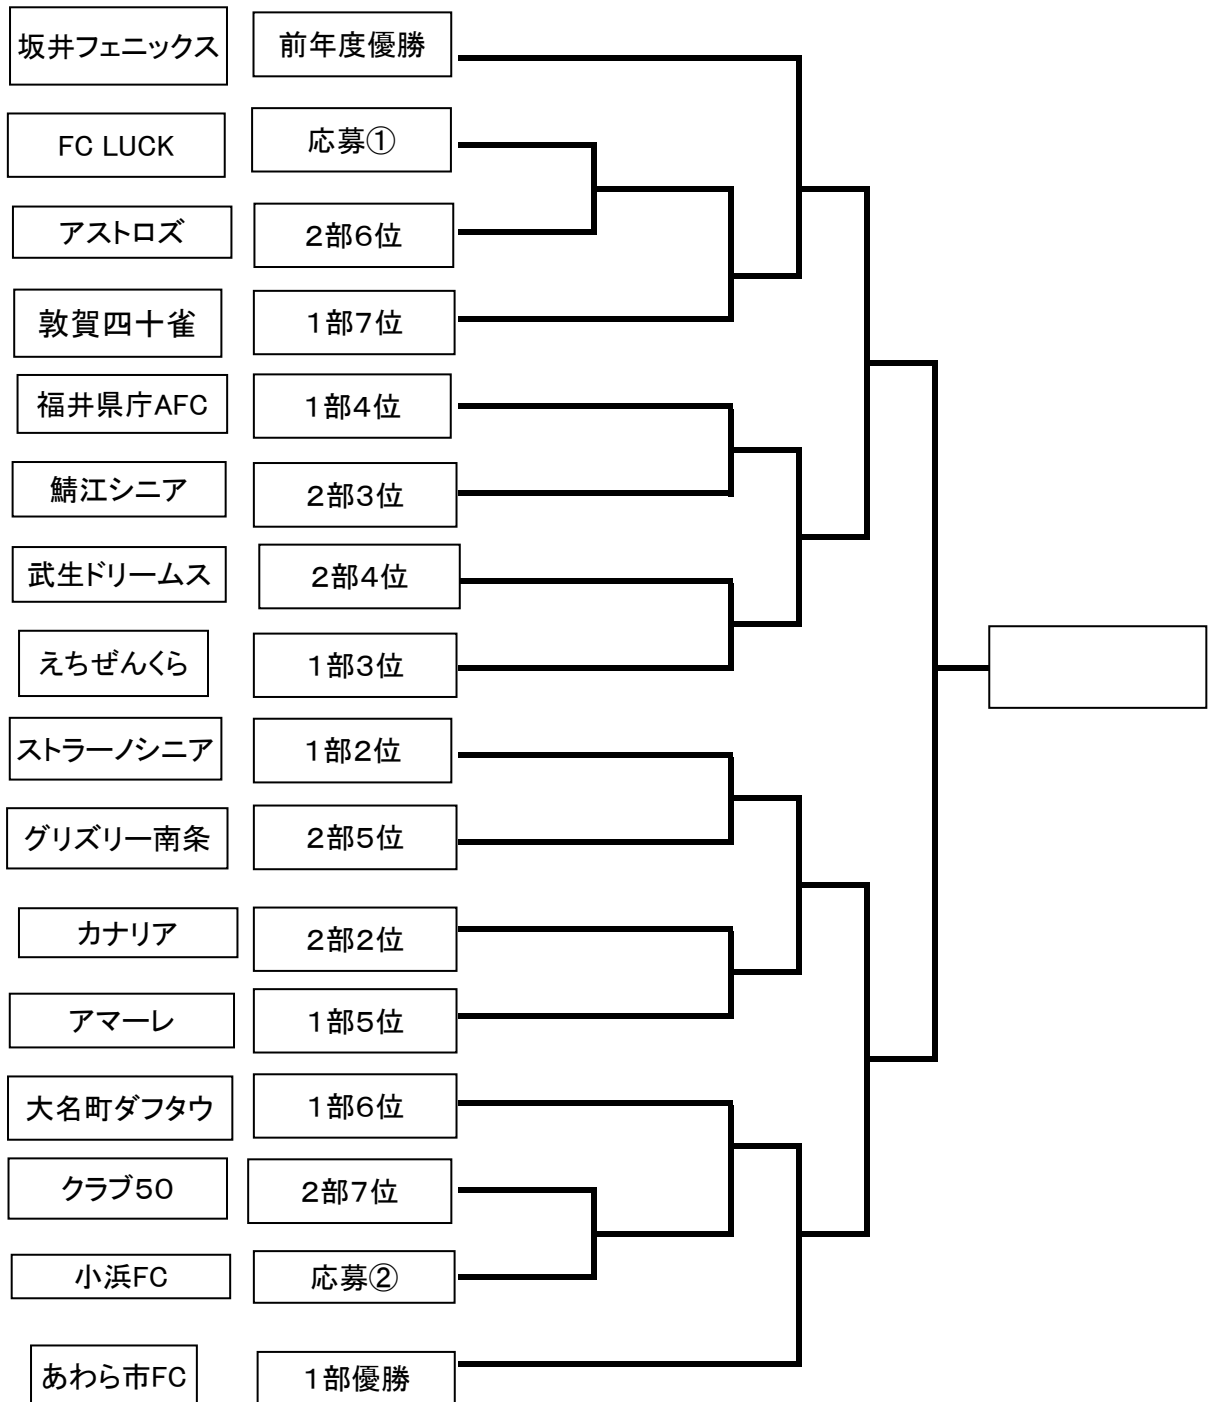 坂井フェニックス 前年度優勝
FC LUCK 応募①
アストロズ 2部6位
敦賀四十雀 1部7位
福井県庁AFC 1部4位
鯖江シニア 2部3位
武生ドリームス 2部4位
えちぜんくら 1部3位
ストラーノシニア 1部2位
グリズリー南条 2部5位
カナリア 2部2位
アマーレ 1部5位
大名町ダフタウ 1部6位
クラブ50 2部7位
小浜FC 応募②
あわら市FC 1部優勝